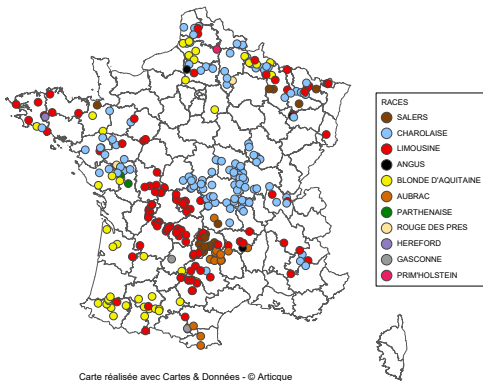 RACES
SALERS
CHAROLAISE
LIMOUSINE
ANGUS
BLONDE D'AQUITAINE
AUBRAC
PARTHENAISE
ROUGE DES PRES
HEREFORD
GASCONNE
PRIM'HOLSTEIN
Carte réalisée avec Cartes & Données - © Articque